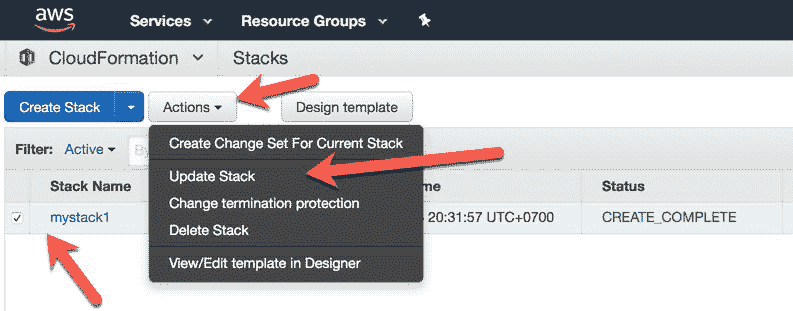 aws Services Resource Groups
CloudFormation Stacks
Create Stack Actions Design template
Filter: Active By
Create Change Set For Current Stack
Update Stack
Change termination protection
Delete Stack
View/Edit template in Designer
Stack Name me Status
mystack1 20:31:57 UTC+0700 CREATE_COMPLETE